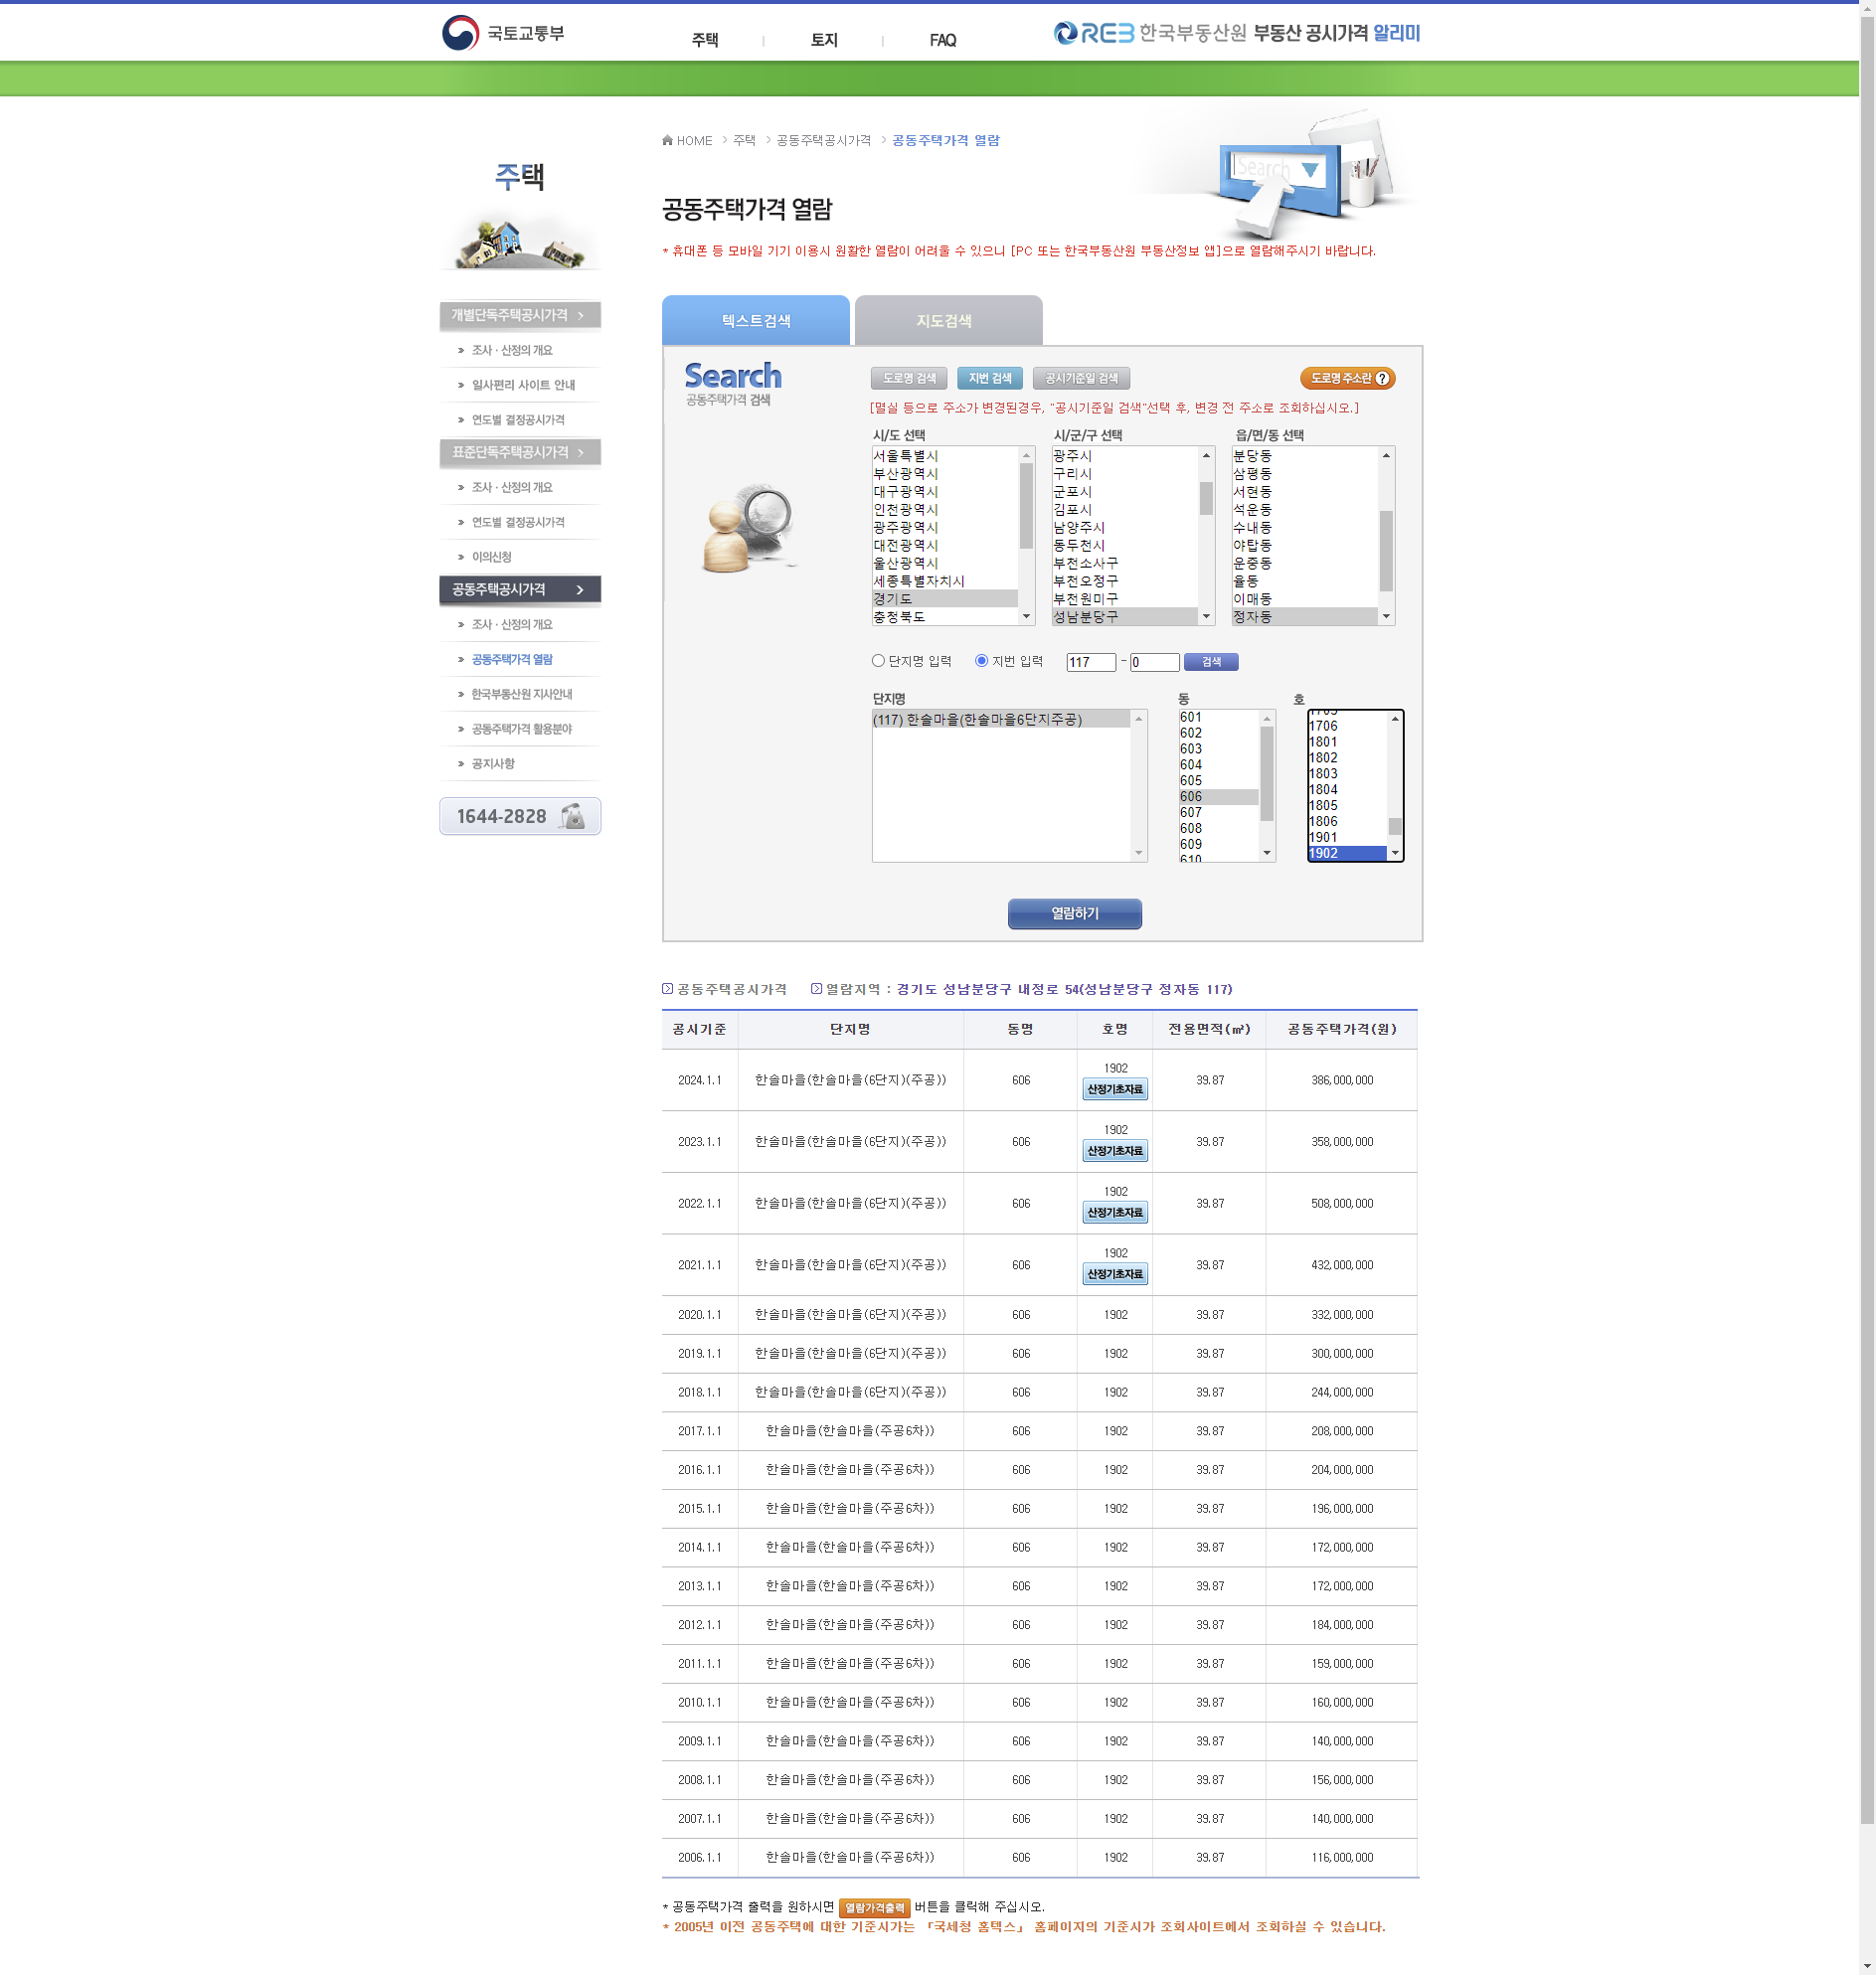 국토교통부
주택 | 토지 | FAQ
REB 한국부동산원 부동산 공시가격 알리미
HOME > 주택 > 공동주택공시가격 > 공동주택가격 열람
주택
Search
공동주택가격 열람
* 휴대폰 등 모바일 기기 이용시 원활한 열람이 어려울 수 있으니 [PC 또는 한국부동산원 부동산정보 앱]으로 열람해주시기 바랍니다.
개별단독주택공시가격
조사 · 산정의 개요
일사편리 사이트 안내
연도별 결정공시가격
표준단독주택공시가격
조사 · 산정의 개요
연도별 결정공시가격
이의신청
공동주택공시가격
조사 · 산정의 개요
공동주택가격 열람
한국부동산원 지사안내
공동주택가격 활용분야
공지사항
1644-2828
텍스트검색 지도검색
Search
공동주택가격 검색
도로명 검색 지번 검색 공시기준일 검색 도로명 주소란 ?
[멸실 등으로 주소가 변경된경우, "공시기준일 검색"선택 후, 변경 전 주소로 조회하십시오.]
시/도 선택 시/군/구 선택 읍/면/동 선택
서울특별시 광주시 분당동
부산광역시 구리시 삼평동
대구광역시 군포시 서현동
인천광역시 김포시 석운동
광주광역시 남양주시 수내동
대전광역시 동두천시 야탑동
울산광역시 부천소사구 운중동
세종특별자치시 부천오정구 율동
경기도 부천원미구 이매동
충청북도 성남분당구 정자동
단지명 입력 지번 입력 117 - 0 검색
단지명 동 호
(117) 한솔마을(한솔마을6단지주공)
601
602
603
604
605
606
607
608
609
610
1705
1706
1801
1802
1803
1804
1805
1806
1901
1902
열람하기
공동주택공시가격 열람지역 : 경기도 성남분당구 내정로 54(성남분당구 정자동 117)
공시기준 단지명 동명 호명 전용면적(㎡) 공동주택가격(원)
2024.1.1 한솔마을(한솔마을(6단지)(주공)) 606 1902 산정기초자료 39.87 386,000,000
2023.1.1 한솔마을(한솔마을(6단지)(주공)) 606 1902 산정기초자료 39.87 358,000,000
2022.1.1 한솔마을(한솔마을(6단지)(주공)) 606 1902 산정기초자료 39.87 508,000,000
2021.1.1 한솔마을(한솔마을(6단지)(주공)) 606 1902 산정기초자료 39.87 432,000,000
2020.1.1 한솔마을(한솔마을(6단지)(주공)) 606 1902 39.87 332,000,000
2019.1.1 한솔마을(한솔마을(6단지)(주공)) 606 1902 39.87 300,000,000
2018.1.1 한솔마을(한솔마을(6단지)(주공)) 606 1902 39.87 244,000,000
2017.1.1 한솔마을(한솔마을(주공6차)) 606 1902 39.87 208,000,000
2016.1.1 한솔마을(한솔마을(주공6차)) 606 1902 39.87 204,000,000
2015.1.1 한솔마을(한솔마을(주공6차)) 606 1902 39.87 196,000,000
2014.1.1 한솔마을(한솔마을(주공6차)) 606 1902 39.87 172,000,000
2013.1.1 한솔마을(한솔마을(주공6차)) 606 1902 39.87 172,000,000
2012.1.1 한솔마을(한솔마을(주공6차)) 606 1902 39.87 184,000,000
2011.1.1 한솔마을(한솔마을(주공6차)) 606 1902 39.87 159,000,000
2010.1.1 한솔마을(한솔마을(주공6차)) 606 1902 39.87 160,000,000
2009.1.1 한솔마을(한솔마을(주공6차)) 606 1902 39.87 140,000,000
2008.1.1 한솔마을(한솔마을(주공6차)) 606 1902 39.87 156,000,000
2007.1.1 한솔마을(한솔마을(주공6차)) 606 1902 39.87 140,000,000
2006.1.1 한솔마을(한솔마을(주공6차)) 606 1902 39.87 116,000,000
* 공동주택가격 출력을 원하시면 열람가격출력 버튼을 클릭해 주십시오.
* 2005년 이전 공동주택에 대한 기준시가는 「국세청 홈텍스」 홈페이지의 기준시가 조회사이트에서 조회하실 수 있습니다.